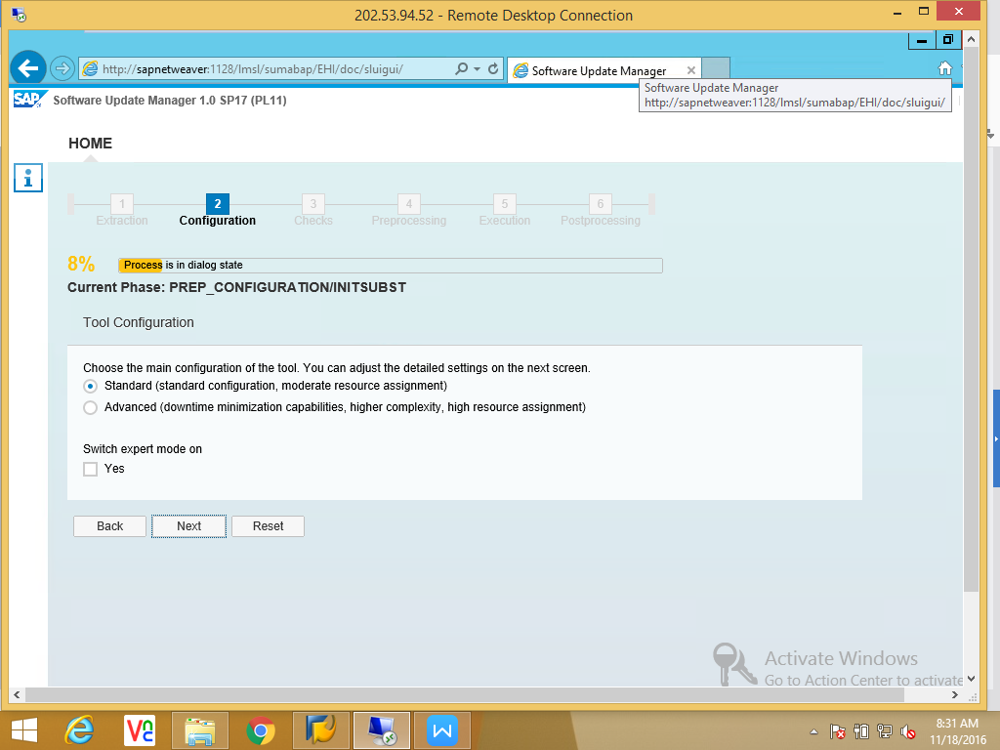 202.53.94.52 - Remote Desktop Connection
http://sapnetweaver:1128/lmsl/sumabap/EHI/doc/sluigui/
Software Update Manager
Software Update Manager
http://sapnetweaver:1128/lmsl/sumabap/EHI/doc/sluigui/
SAP Software Update Manager 1.0 SP17 (PL11)
HOME
1 2 3 4 5 6
Extraction Configuration Checks Preprocessing Execution Postprocessing
8% Process is in dialog state
Current Phase: PREP_CONFIGURATION/INITSUBST
Tool Configuration
Choose the main configuration of the tool. You can adjust the detailed settings on the next screen.
Standard (standard configuration, moderate resource assignment)
Advanced (downtime minimization capabilities, higher complexity, high resource assignment)
Switch expert mode on
Yes
Back Next Reset
Activate Windows
Go to Action Center to activate
8:31 AM
11/18/2016